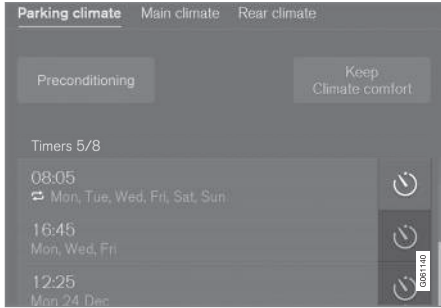 Parking climate Main climate Rear climate
Preconditioning
Keep
Climate comfort
Timers 5/8
08:05
Mon, Tue, Wed, Fri, Sat, Sun
16:45
Mon, Wed, Fri
12:25
Mon 24 Dec
G061140